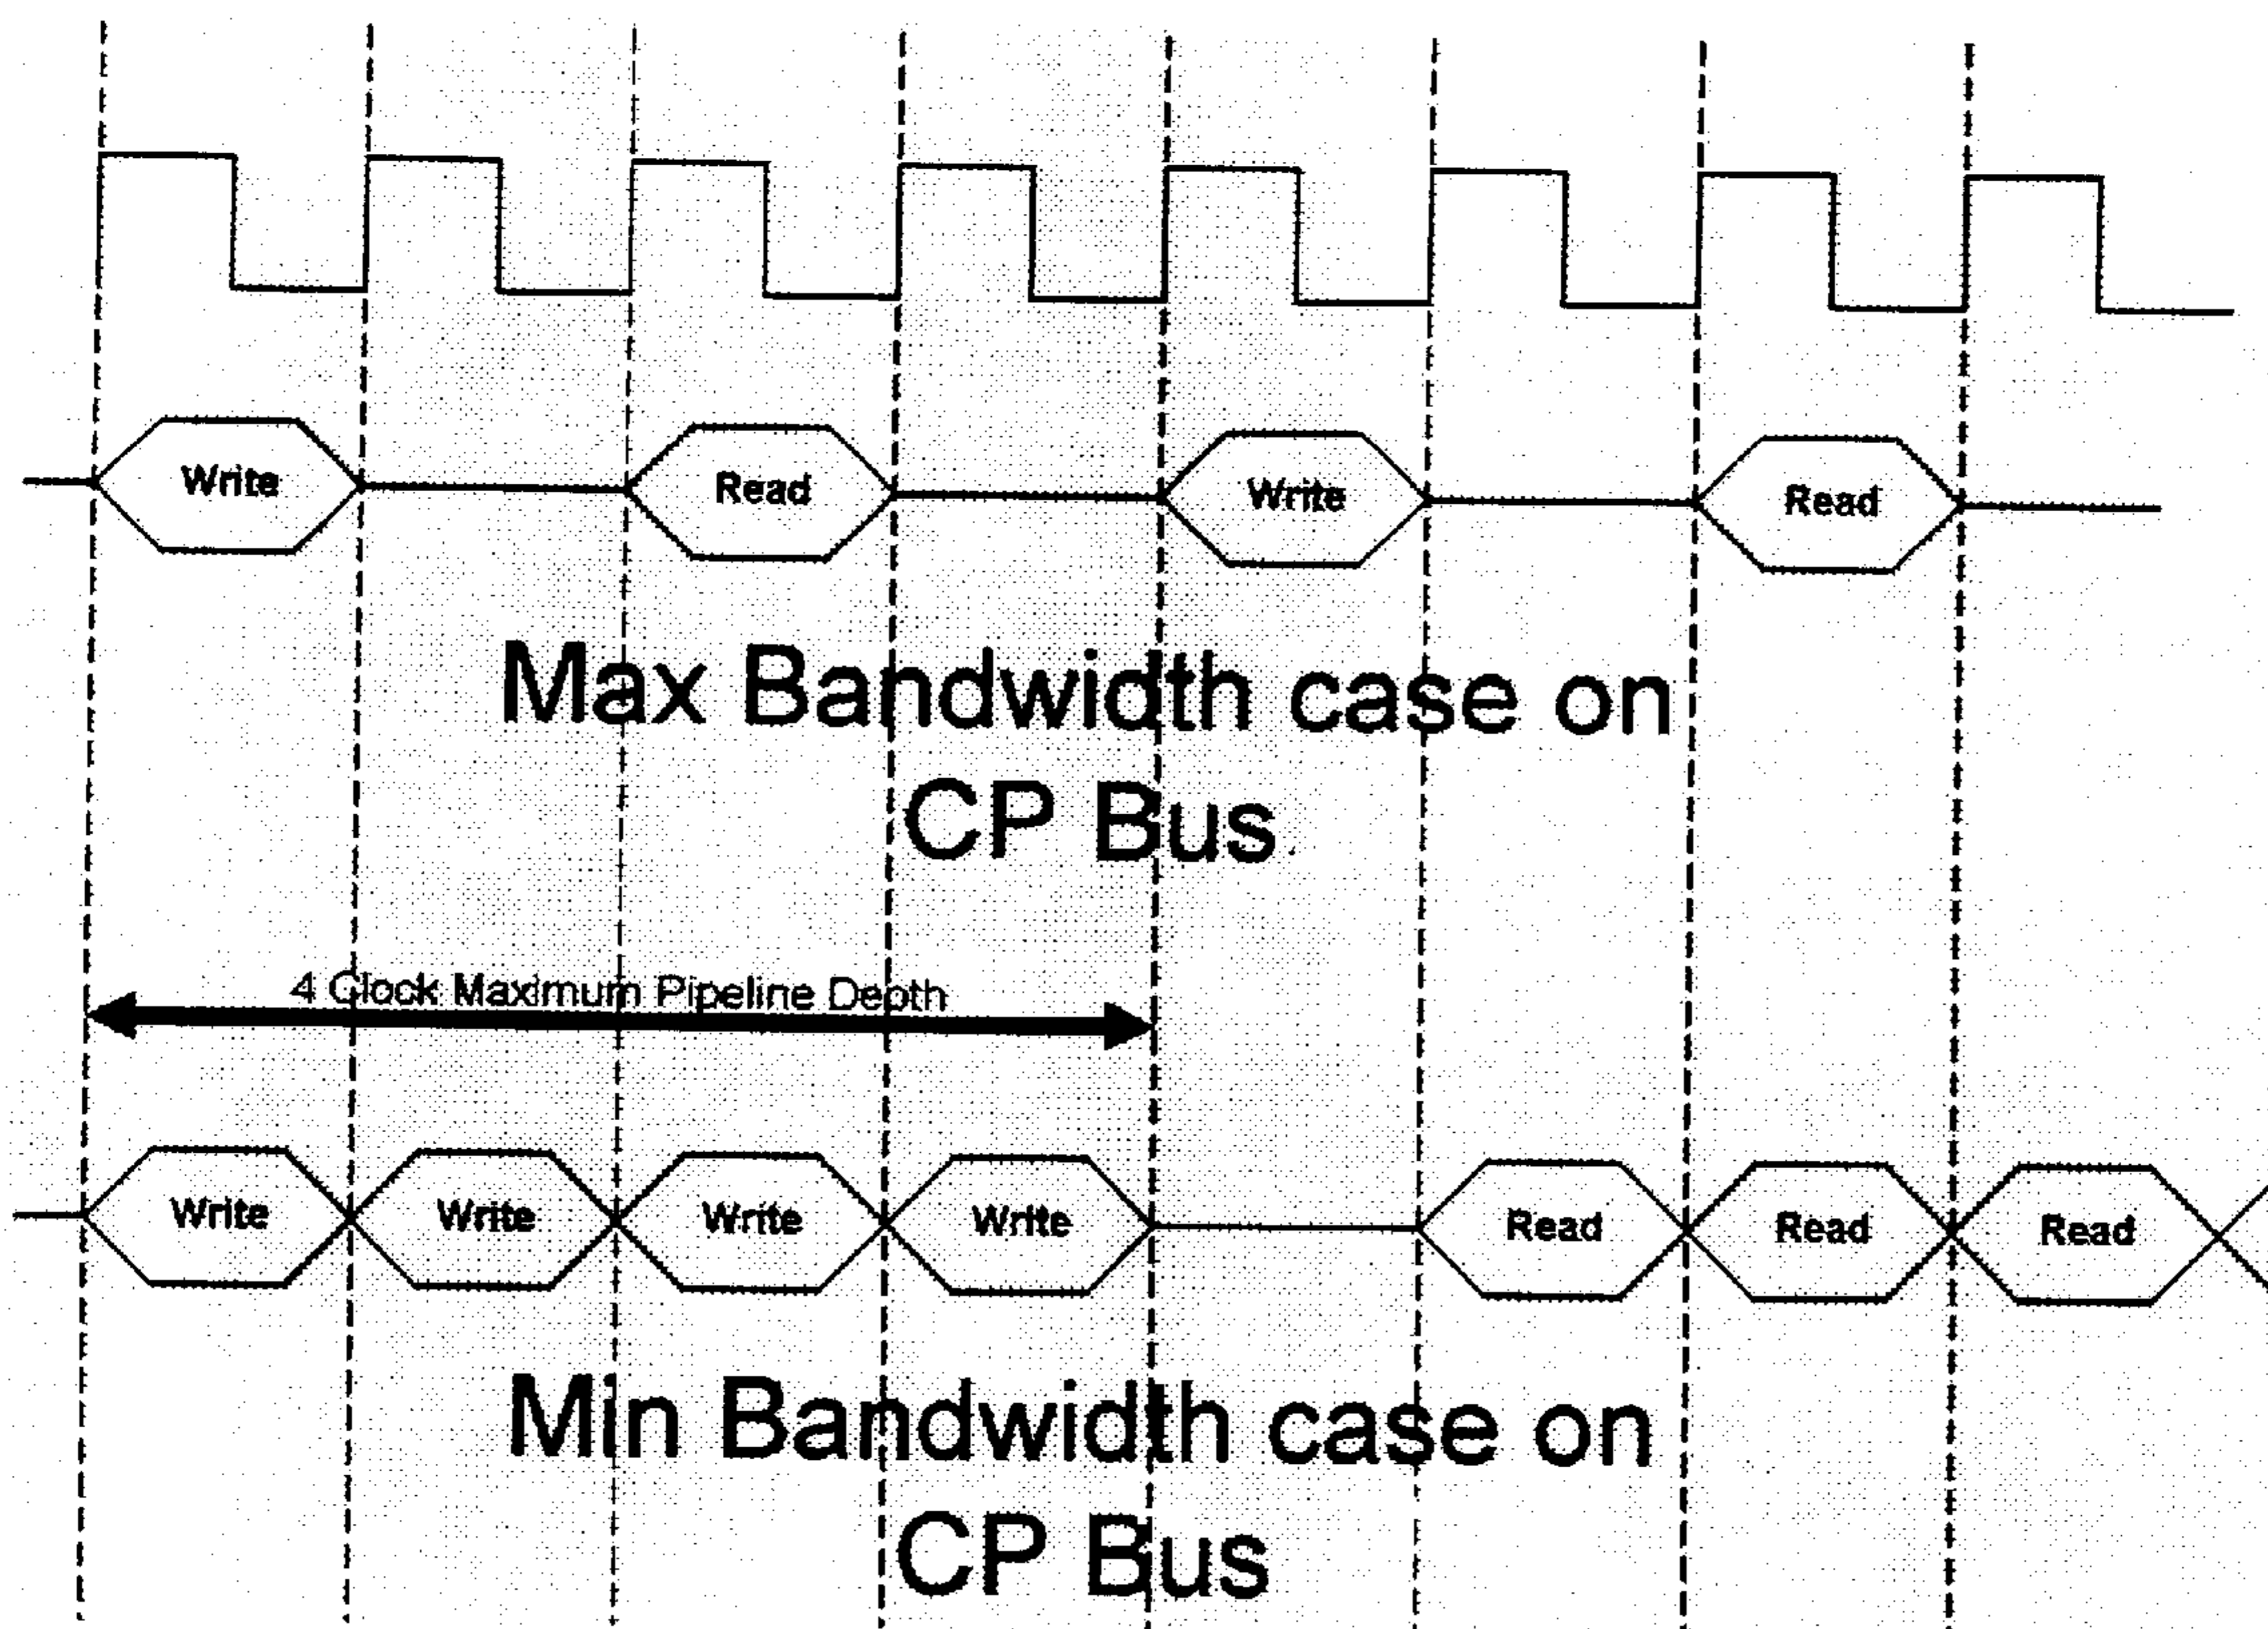 Write Read Write Read
Max Bandwidth case on
CP Bus
4 Clock Maximum Pipeline Depth
Write Write Write Write Read Read Read
Min Bandwidth case on
CP Bus